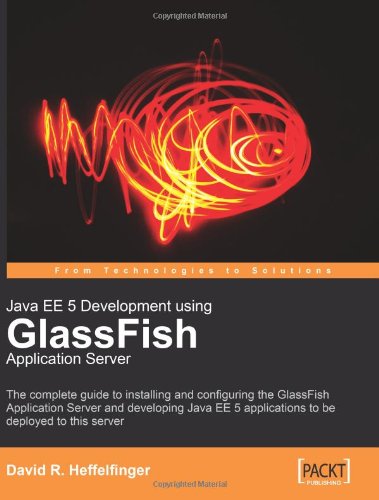 Copyrighted Material
From Technologies to Solutions
Java EE 5 Development using
GlassFish
Application Server
The complete guide to installing and configuring the GlassFish
Application Server and developing Java EE 5 applications to be
deployed to this server
David R. Heffelfinger
[PACKT]
PUBLISHING
Copyrighted Material